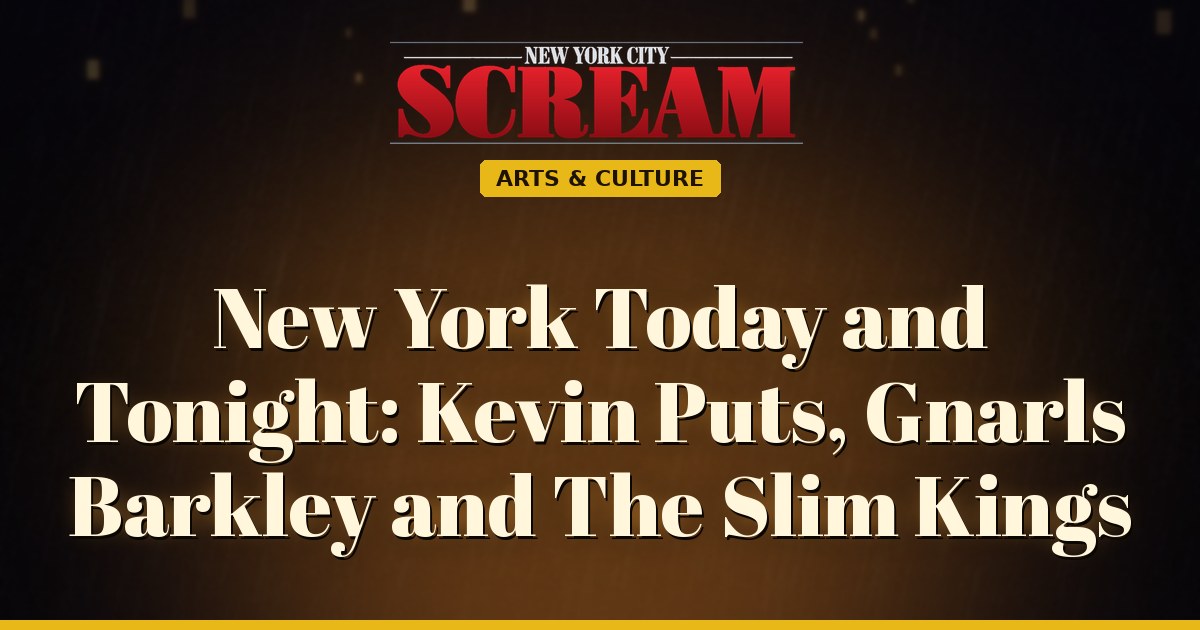 NEW YORK CITY
SCREAM
ARTS & CULTURE
New York Today and
Tonight: Kevin Puts, Gnarls
Barkley and The Slim Kings